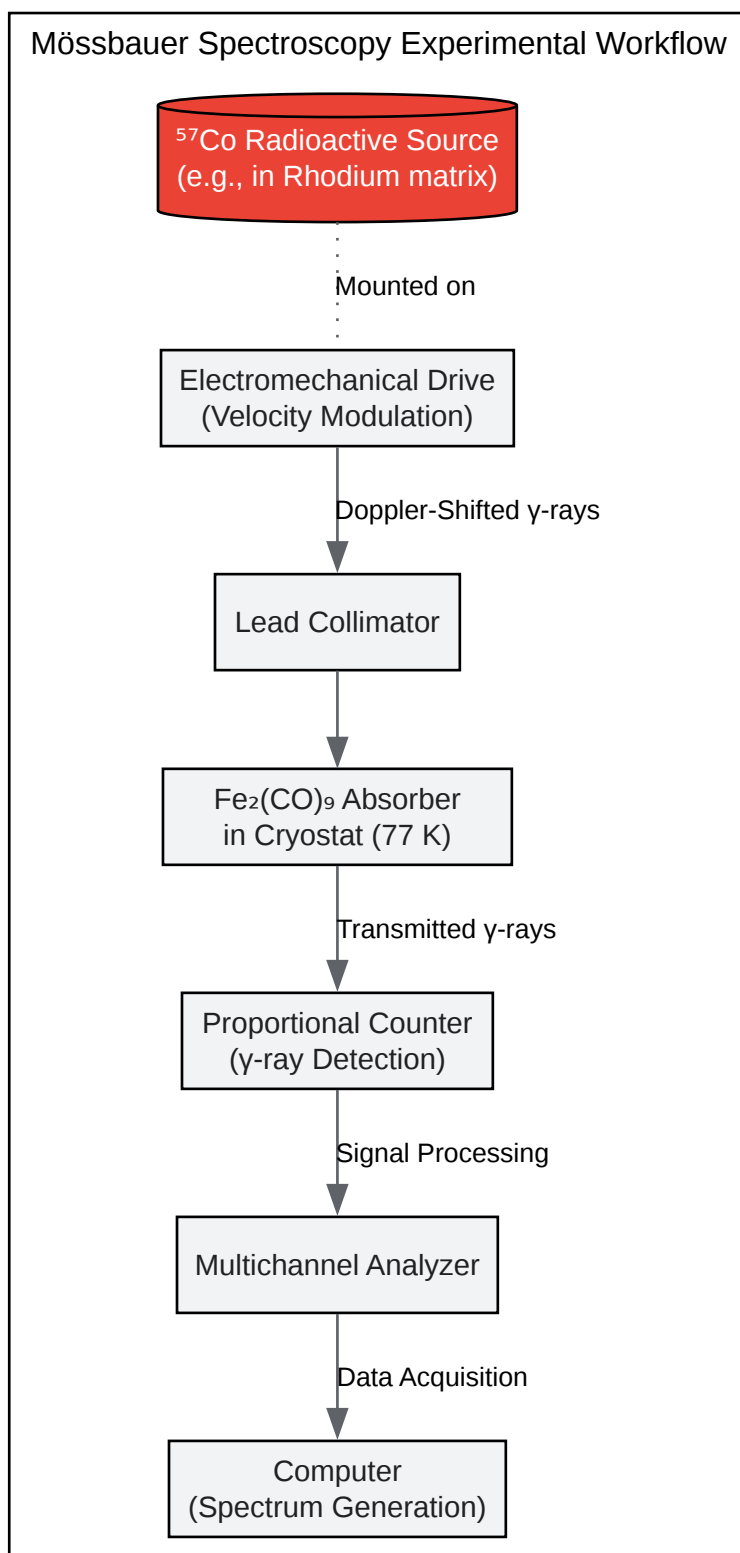 Mössbauer Spectroscopy Experimental Workflow
⁵⁷Co Radioactive Source
(e.g., in Rhodium matrix)
Mounted on
Electromechanical Drive
(Velocity Modulation)
Doppler-Shifted γ-rays
Lead Collimator
Fe₂(CO)₉ Absorber
in Cryostat (77 K)
Transmitted γ-rays
Proportional Counter
(γ-ray Detection)
Signal Processing
Multichannel Analyzer
Data Acquisition
Computer
(Spectrum Generation)